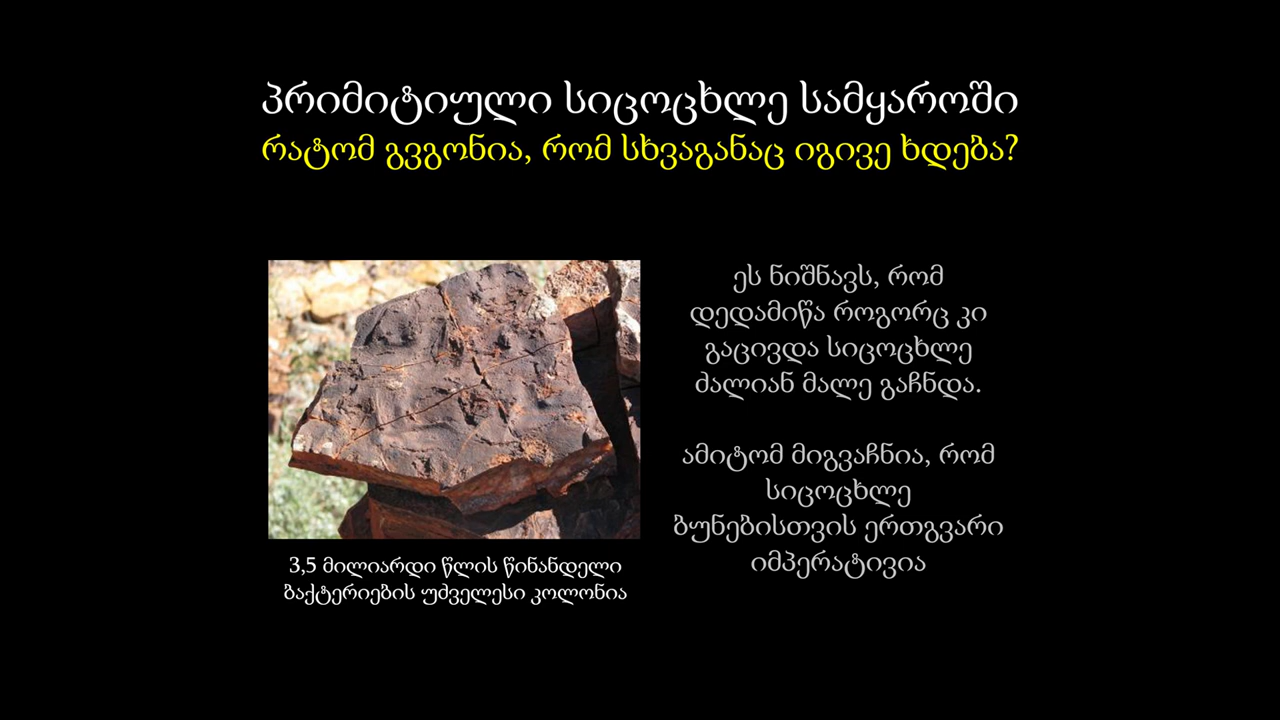 პრიმიტიული სიცოცხლე სამყაროში
რატომ გვგონია, რომ სხვაგანაც იგივე ხდება?
ეს ნიშნავს, რომ
დედამიწა როგორც კი
გაცივდა სიცოცხლე
ძალიან მალე გაჩნდა.
ამიტომ მიგვაჩნია, რომ
სიცოცხლე
ბუნებისთვის ერთგვარი
იმპერატივია
3,5 მილიარდი წლის წინანდელი
ბაქტერიების უძველესი კოლონია